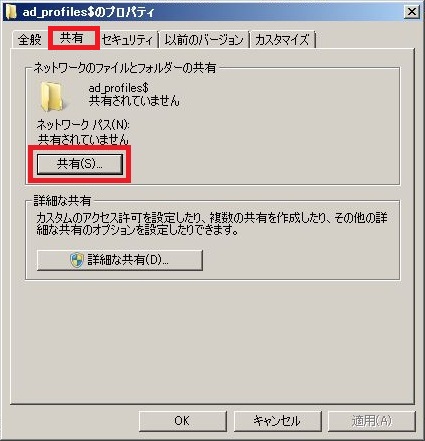 ad_profiles$のプロパティ
全般 共有 セキュリティ 以前のバージョン カスタマイズ
ネットワークのファイルとフォルダーの共有
ad_profiles$
共有されていません
ネットワーク パス(N):
共有されていません
共有(S)...
詳細な共有
カスタムのアクセス許可を設定したり、複数の共有を作成したり、その他の詳
細な共有のオプションを設定したりできます。
詳細な共有(D)...
OK キャンセル 適用(A)